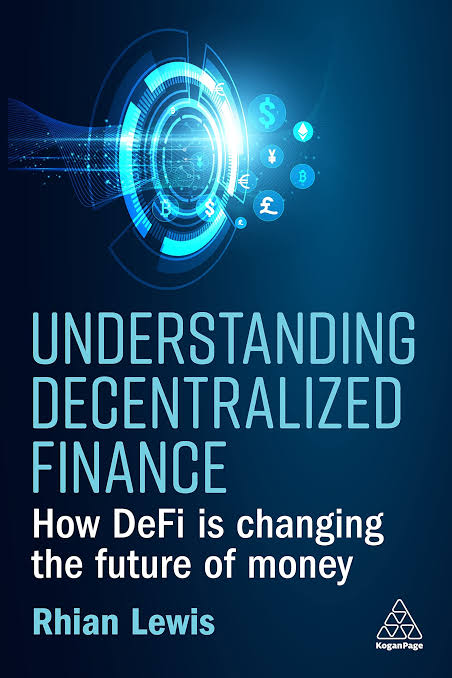 UNDERSTANDING
DECENTRALIZED
FINANCE
How DeFi is changing
the future of money
Rhian Lewis
KoganPage